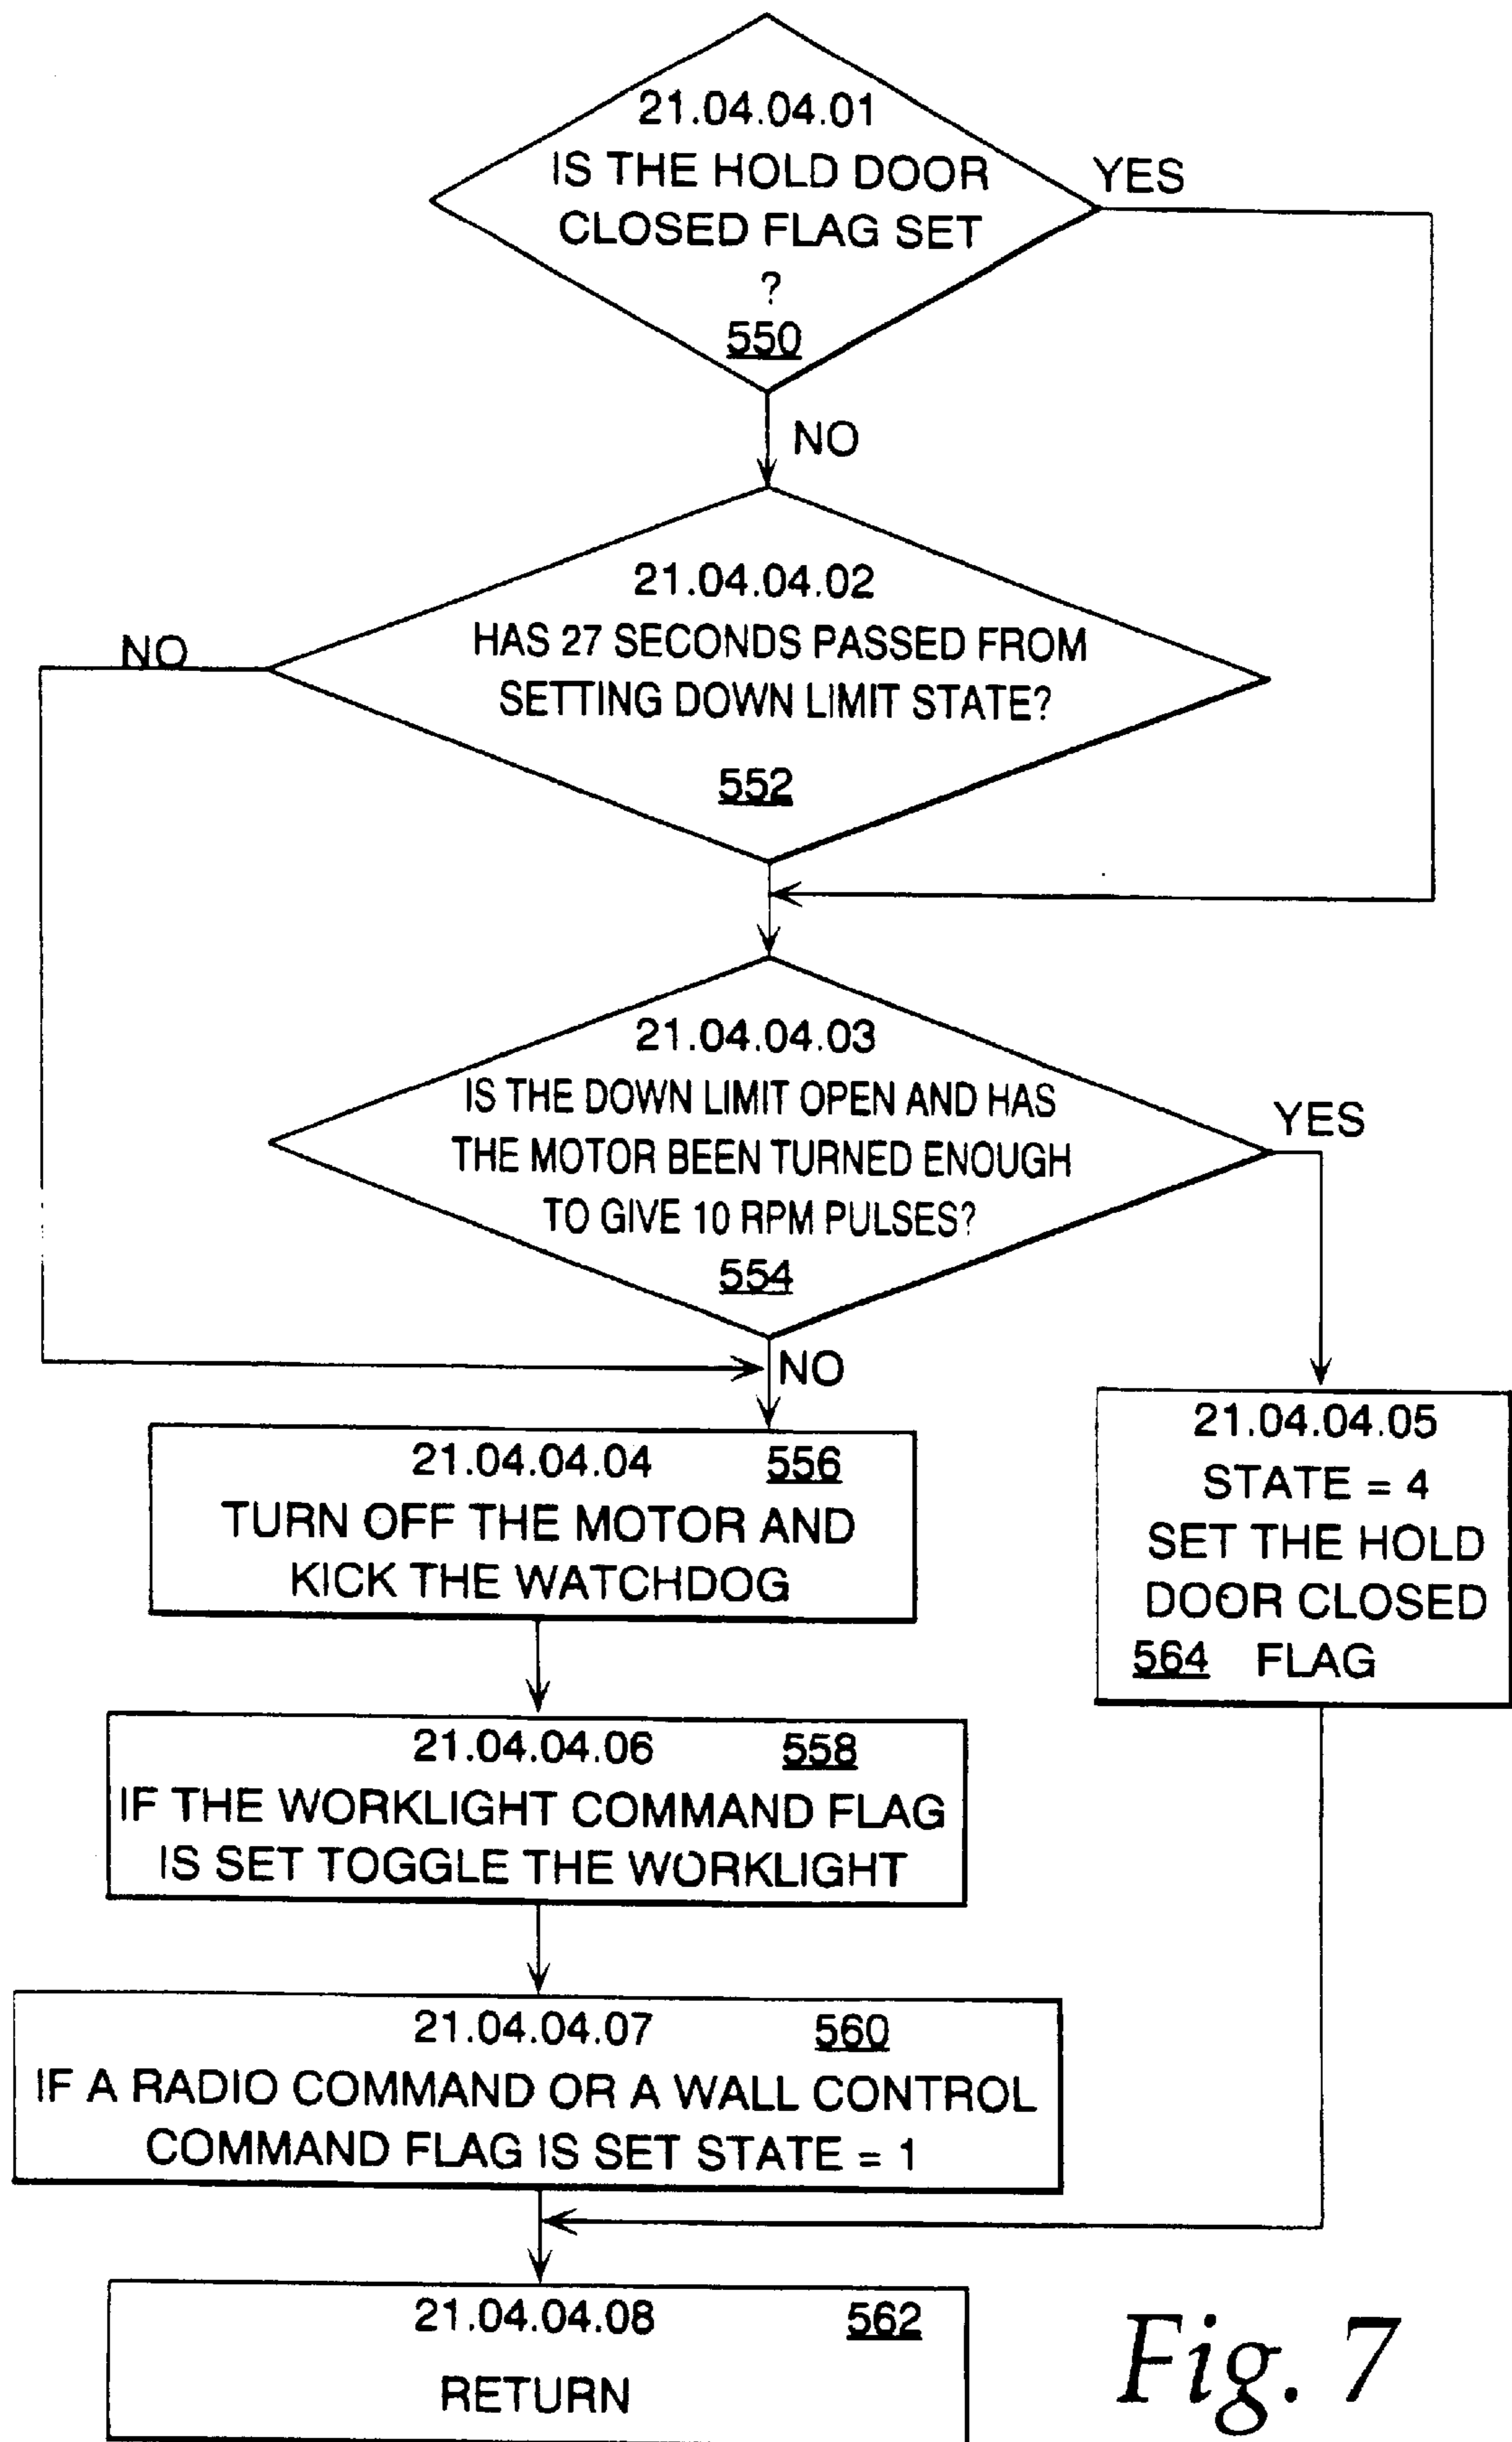 21.04.04.01
IS THE HOLD DOOR
CLOSED FLAG SET
?
550
YES
NO
21.04.04.02
HAS 27 SECONDS PASSED FROM
SETTING DOWN LIMIT STATE?
552
NO
21.04.04.03
IS THE DOWN LIMIT OPEN AND HAS
THE MOTOR BEEN TURNED ENOUGH
TO GIVE 10 RPM PULSES?
554
YES
NO
21.04.04.04 556
TURN OFF THE MOTOR AND
KICK THE WATCHDOG
21.04.04.05
STATE = 4
SET THE HOLD
DOOR CLOSED
564 FLAG
21.04.04.06 558
IF THE WORKLIGHT COMMAND FLAG
IS SET TOGGLE THE WORKLIGHT
21.04.04.07 560
IF A RADIO COMMAND OR A WALL CONTROL
COMMAND FLAG IS SET STATE = 1
21.04.04.08 562
RETURN
Fig. 7